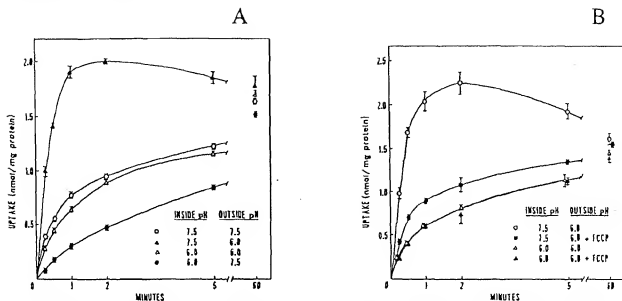 A
B
UPTAKE (nmol/mg protein)
2.0
1.5
1.0
0.5
INSIDE pH OUTSIDE pH
7.5 7.5
7.5 6.0
6.0 6.0
6.0 7.5
1 2 5 60
MINUTES
UPTAKE (nmol/mg protein)
2.5
2.0
1.5
1.0
0.5
INSIDE pH OUTSIDE pH
7.5 6.0
7.5 6.0 + FCCP
6.0 6.0
6.0 6.0 + FCCP
1 2 5 60
MINUTES